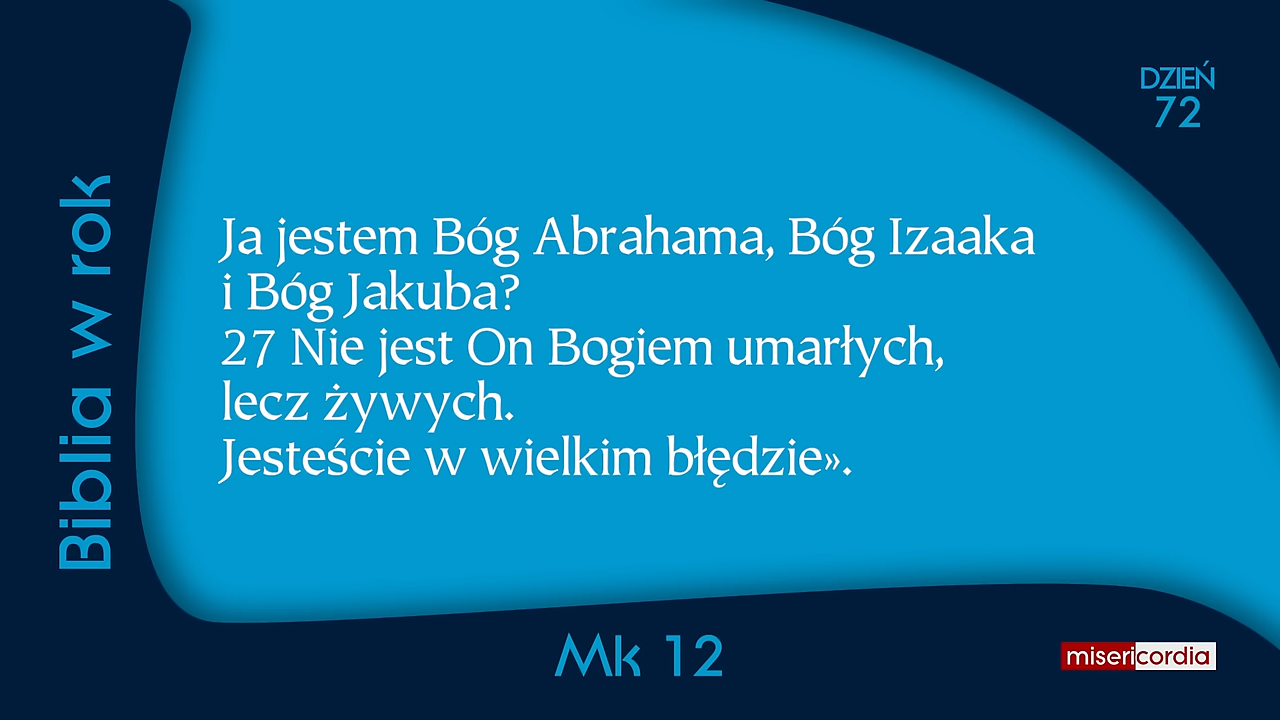 DZIEŃ
72
Biblia w rok
Ja jestem Bóg Abrahama, Bóg Izaaka
i Bóg Jakuba?
27 Nie jest On Bogiem umarłych,
lecz żywych.
Jesteście w wielkim błędzie».
Mk 12
misericordia